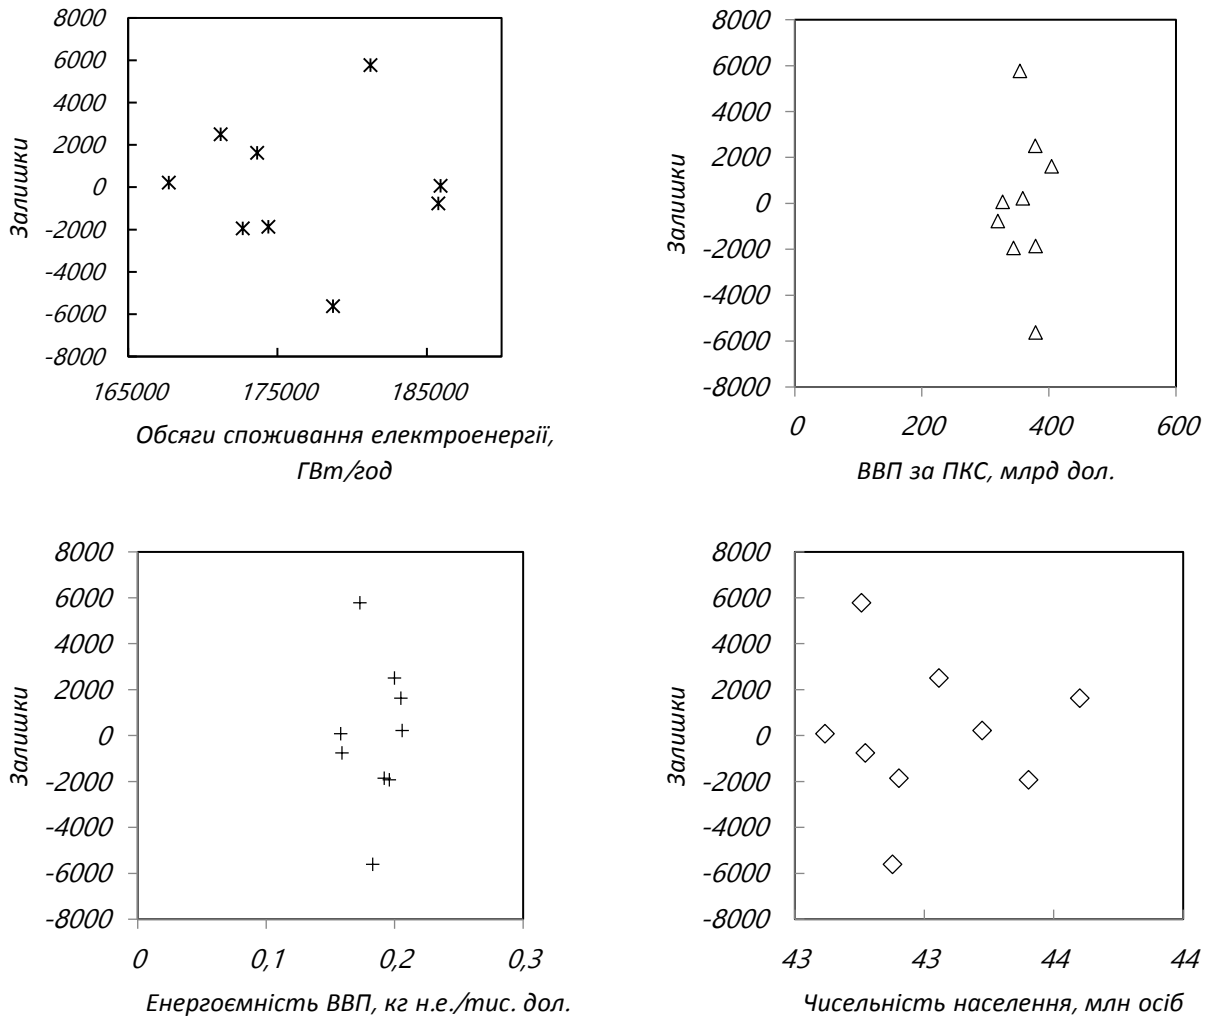 8000
6000
4000
2000
0
-2000
-4000
-6000
-8000
Залишки
165000 175000 185000
Обсяги споживання електроенергії,
ГВт/год
8000
6000
4000
2000
0
-2000
-4000
-6000
-8000
Залишки
0 200 400 600
ВВП за ПКС, млрд дол.
8000
6000
4000
2000
0
-2000
-4000
-6000
-8000
Залишки
0 0,1 0,2 0,3
Енергоємність ВВП, кг н.е./тис. дол.
8000
6000
4000
2000
0
-2000
-4000
-6000
-8000
Залишки
43 43 44 44
Чисельність населення, млн осіб